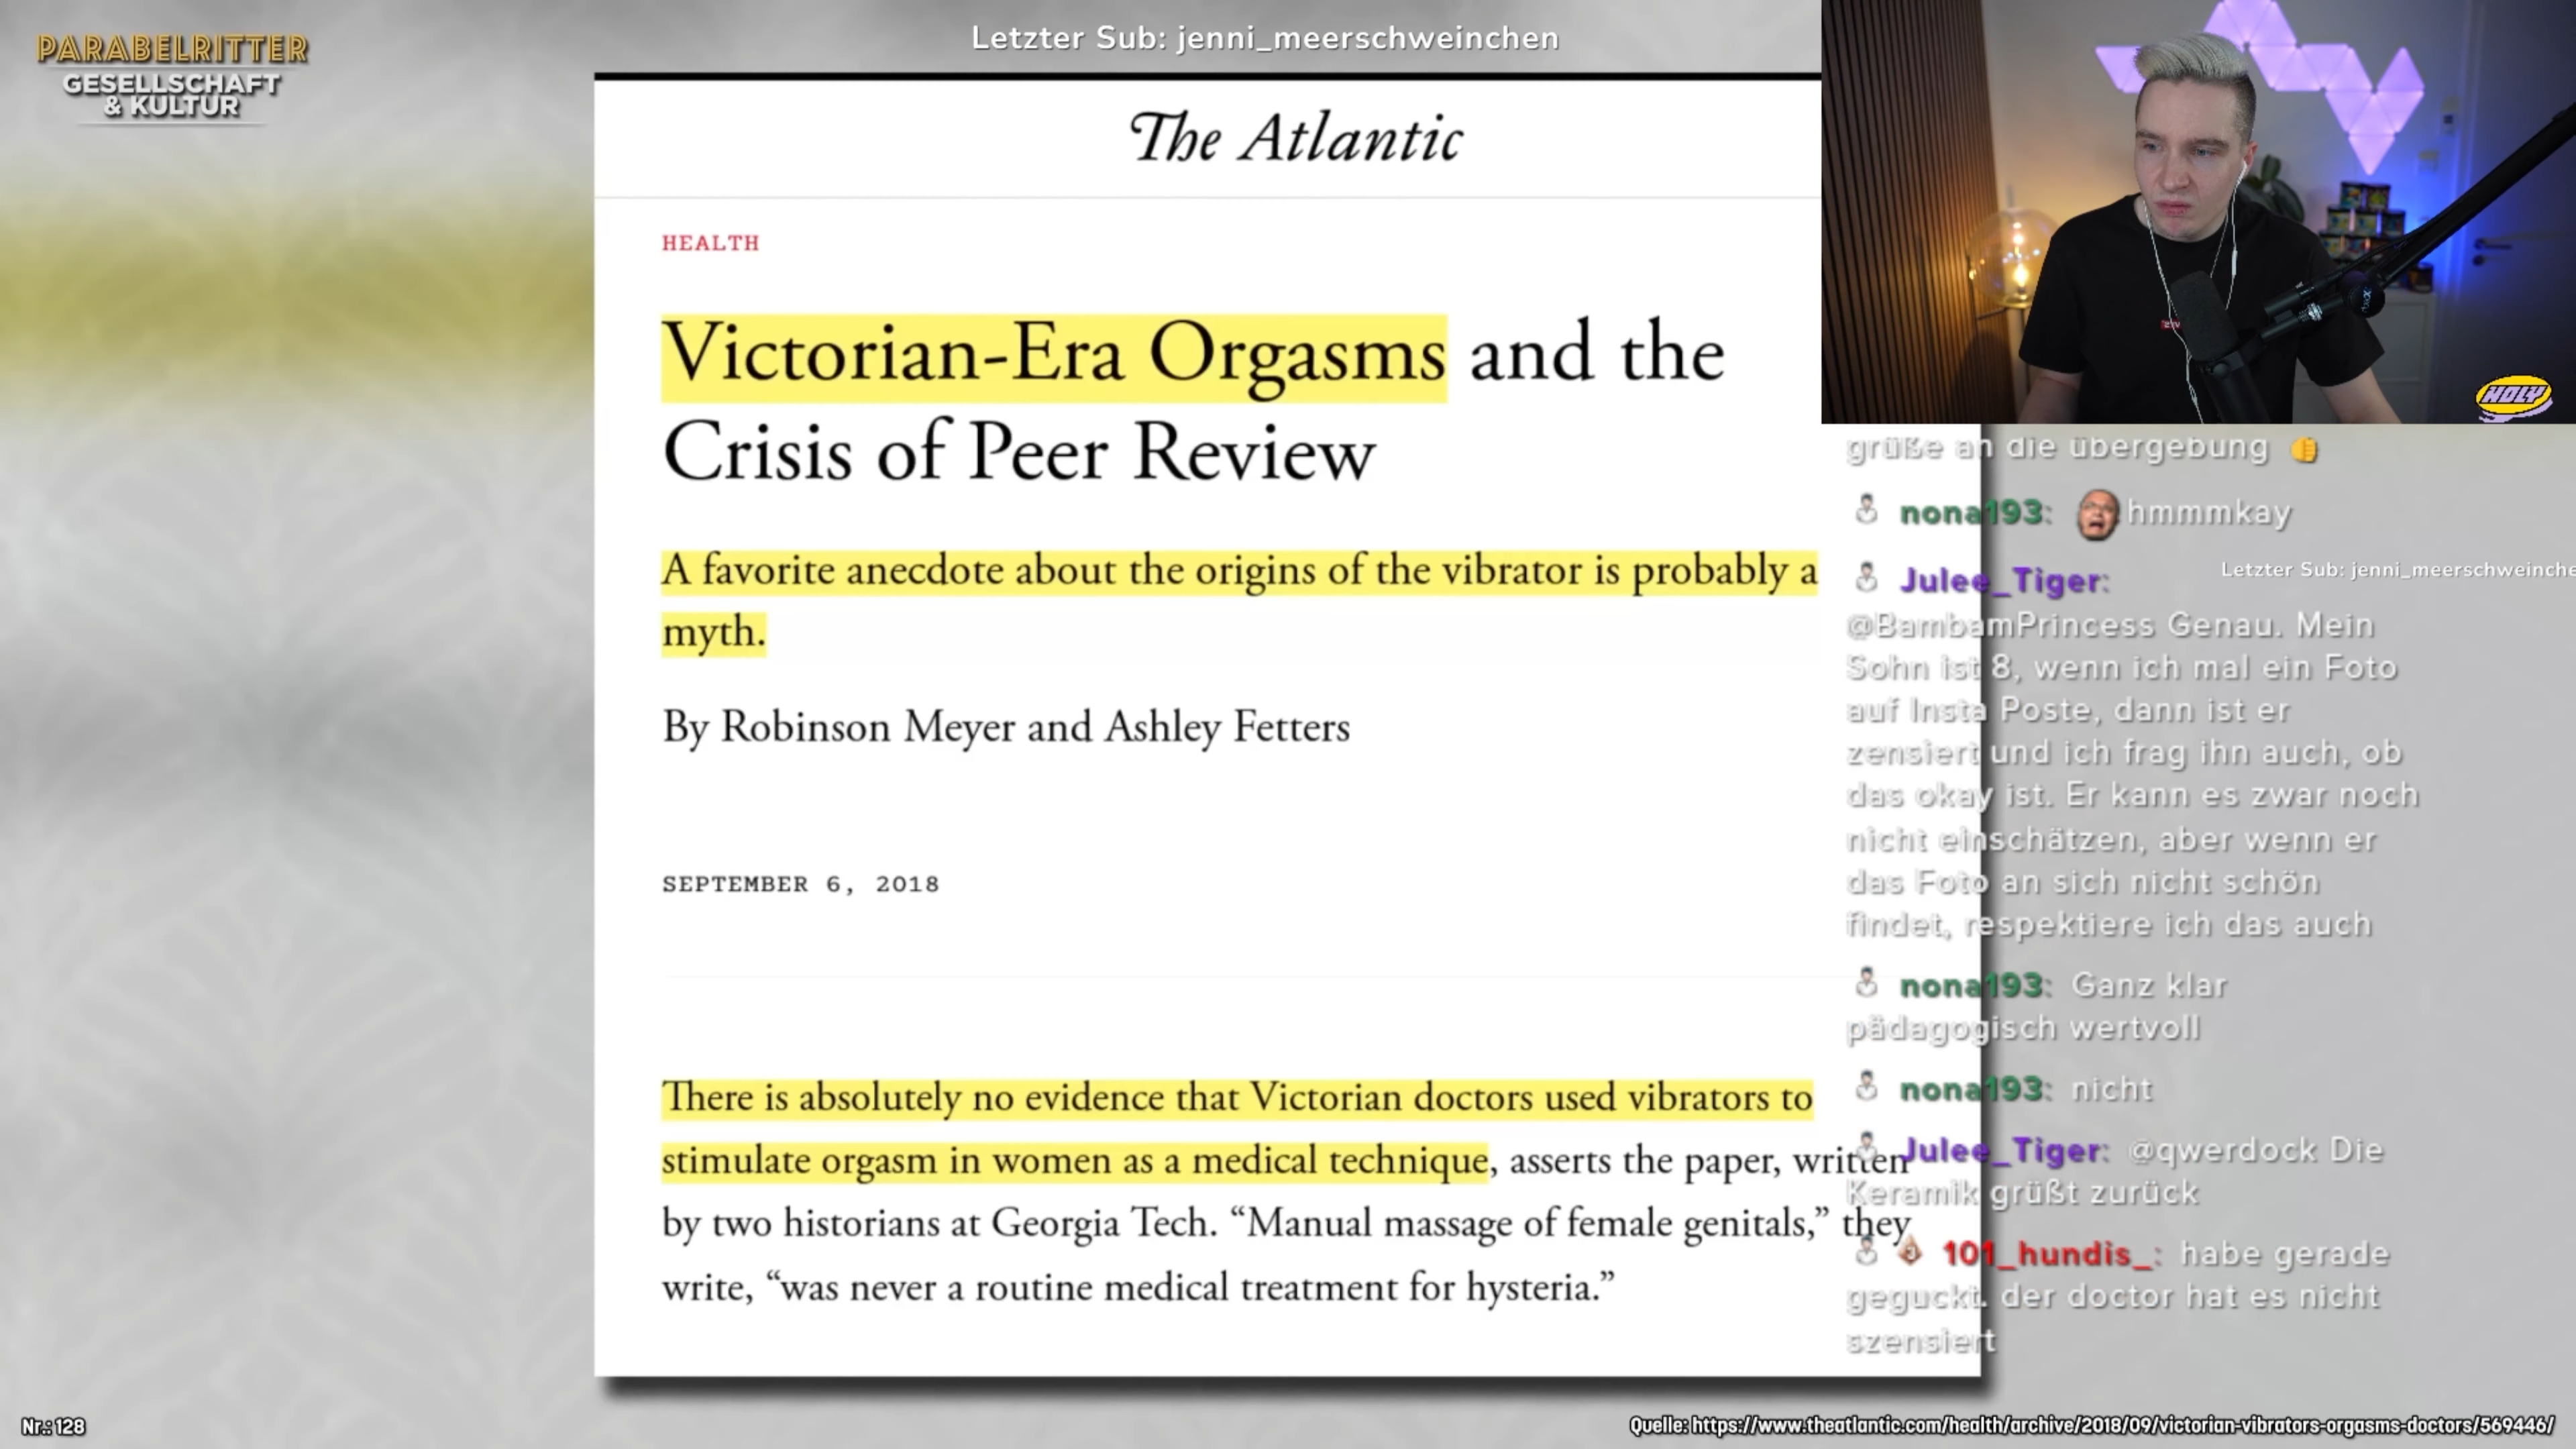 PARABELRITTER
GESELLSCHAFT
& KULTUR
Letzter Sub: jenni_meerschweinchen
The Atlantic
HEALTH
Victorian-Era Orgasms and the
Crisis of Peer Review
A favorite anecdote about the origins of the vibrator is probably a
myth.
By Robinson Meyer and Ashley Fetters
SEPTEMBER 6, 2018
There is absolutely no evidence that Victorian doctors used vibrators to
stimulate orgasm in women as a medical technique, asserts the paper, written
by two historians at Georgia Tech. “Manual massage of female genitals,” they
write, “was never a routine medical treatment for hysteria.”
HOLY
grüße an die übergebung 👍
nona193: hmmmkay
Letzter Sub: jenni_meerschweinche
Julee_Tiger:
@BambamPrincess Genau. Mein
Sohn ist 8, wenn ich mal ein Foto
auf Insta Poste, dann ist er
zensiert und ich frag ihn auch, ob
das okay ist. Er kann es zwar noch
nicht einschätzen, aber wenn er
das Foto an sich nicht schön
findet, respektiere ich das auch
nona193: Ganz klar
pädagogisch wertvoll
nona193: nicht
Julee_Tiger: @qwerdock Die
Keramik grüßt zurück
101_hundis_: habe gerade
geguckt. der doctor hat es nicht
szensiert
Nr.: 128
Quelle: https://www.theatlantic.com/health/archive/2018/09/victorian-vibrators-orgasms-doctors/569446/